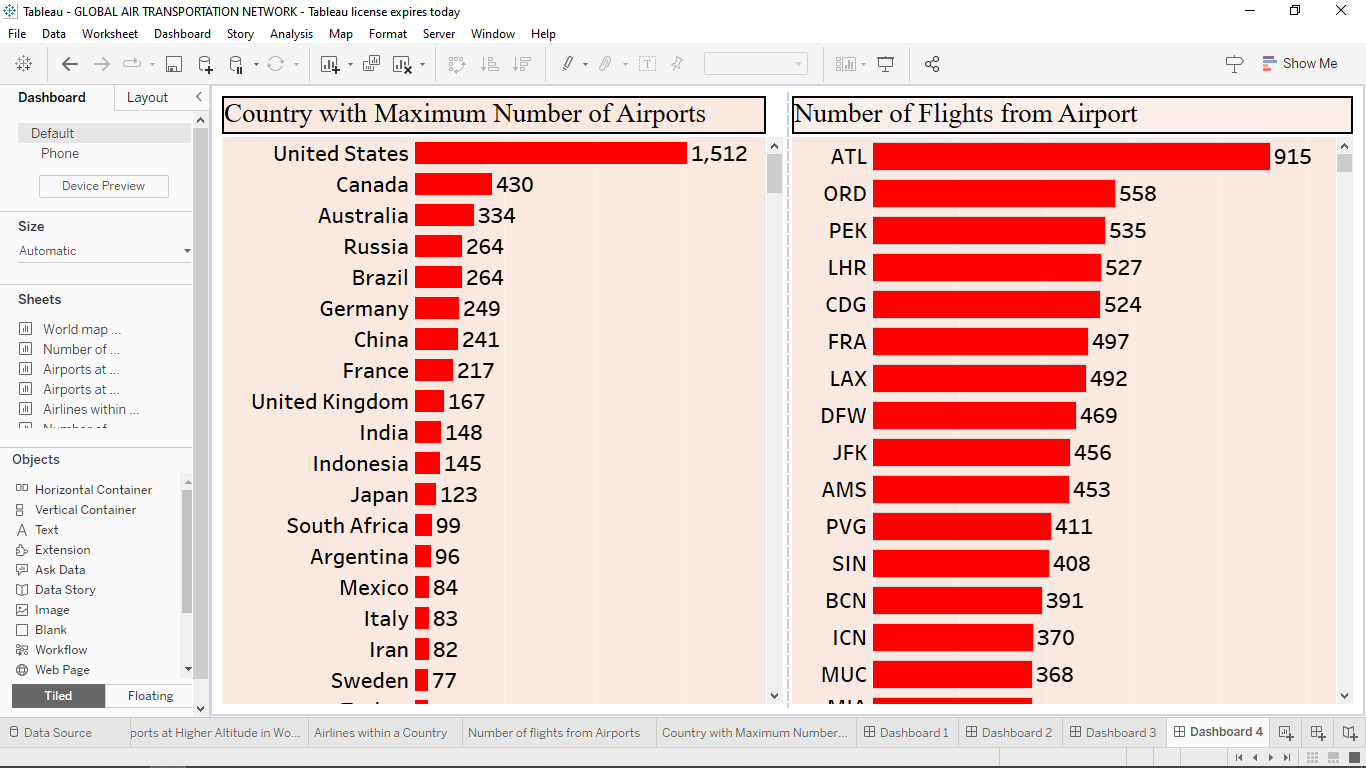 Tableau - GLOBAL AIR TRANSPORTATION NETWORK - Tableau license expires today
File Data Worksheet Dashboard Story Analysis Map Format Server Window Help
Show Me
Dashboard Layout
Default
Phone
Device Preview
Size
Automatic
Sheets
World map ...
Number of ...
Airports at ...
Airports at ...
Airlines within ...
Number of
Objects
Horizontal Container
Vertical Container
Text
Extension
Ask Data
Data Story
Image
Blank
Workflow
Web Page
Tiled Floating
Country with Maximum Number of Airports
United States 1,512
Canada 430
Australia 334
Russia 264
Brazil 264
Germany 249
China 241
France 217
United Kingdom 167
India 148
Indonesia 145
Japan 123
South Africa 99
Argentina 96
Mexico 84
Italy 83
Iran 82
Sweden 77
Number of Flights from Airport
ATL 915
ORD 558
PEK 535
LHR 527
CDG 524
FRA 497
LAX 492
DFW 469
JFK 456
AMS 453
PVG 411
SIN 408
BCN 391
ICN 370
MUC 368
MIA
Data Source ports at Higher Altitude in Wo... Airlines within a Country Number of flights from Airports Country with Maximum Number... Dashboard 1 Dashboard 2 Dashboard 3 Dashboard 4